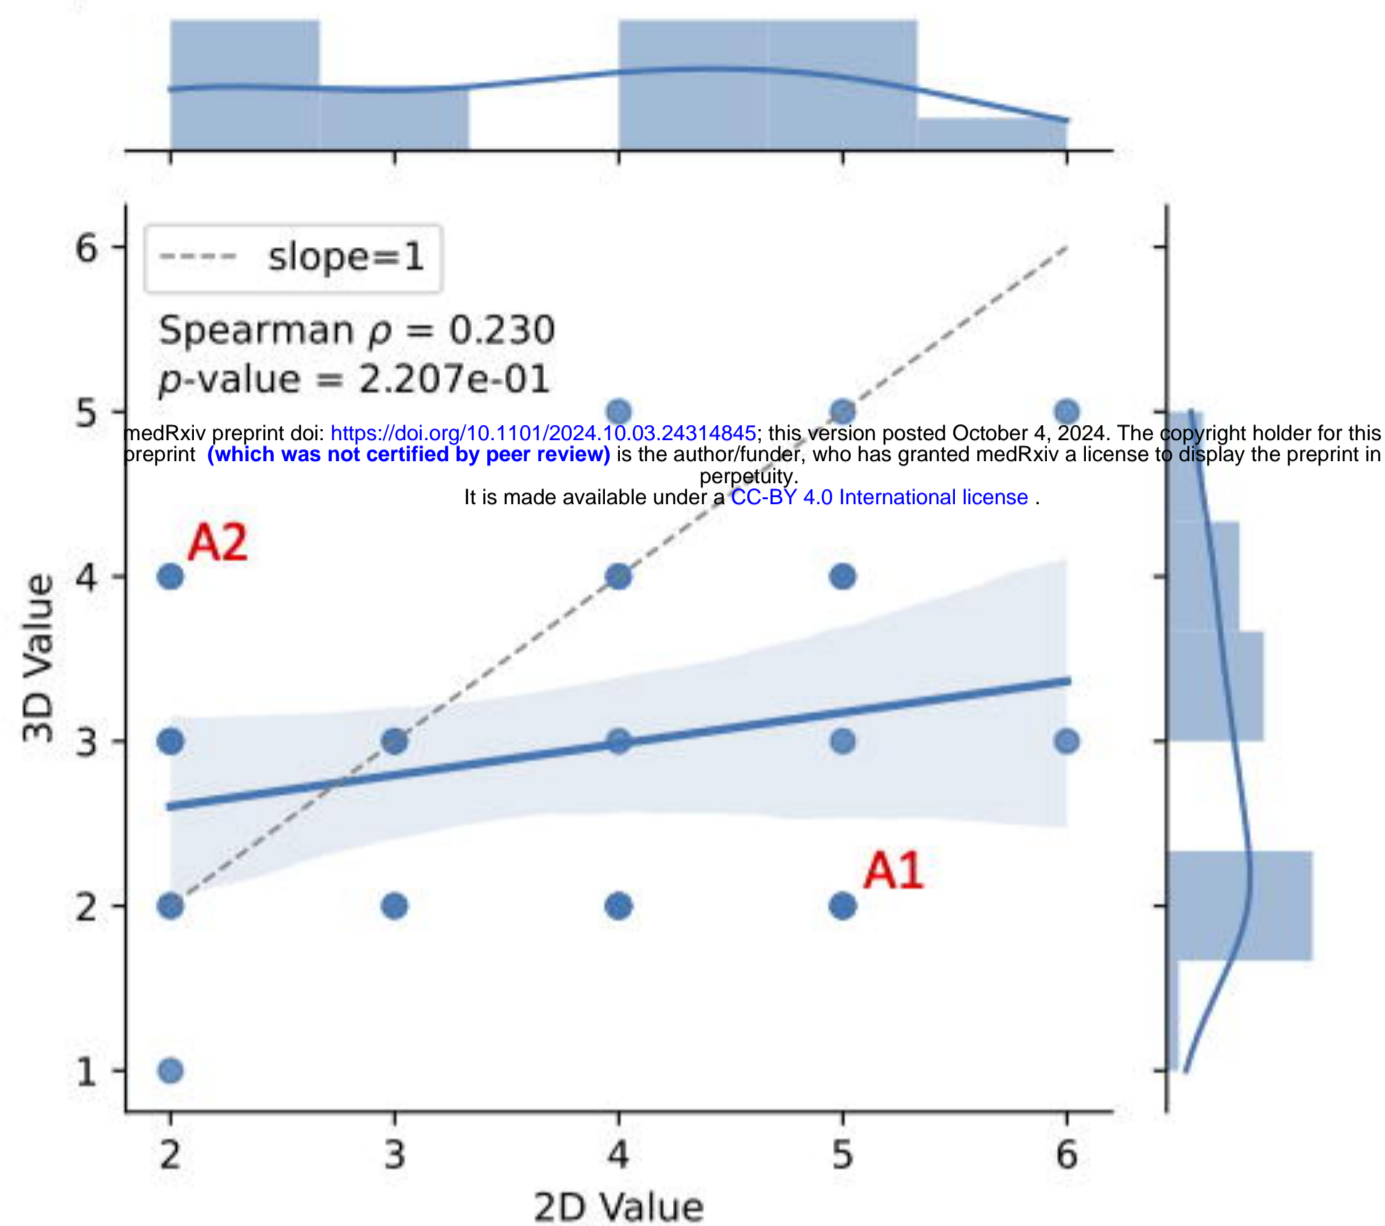 6
slope=1
Spearman ρ = 0.230
p-value = 2.207e-01
5
medRxiv preprint doi: https://doi.org/10.1101/2024.10.03.24314845; this version posted October 4, 2024. The copyright holder for this
preprint (which was not certified by peer review) is the author/funder, who has granted medRxiv a license to display the preprint in
perpetuity.
It is made available under a CC-BY 4.0 International license .
A2
4
3D Value
3
A1
2
1
2 3 4 5 6
2D Value